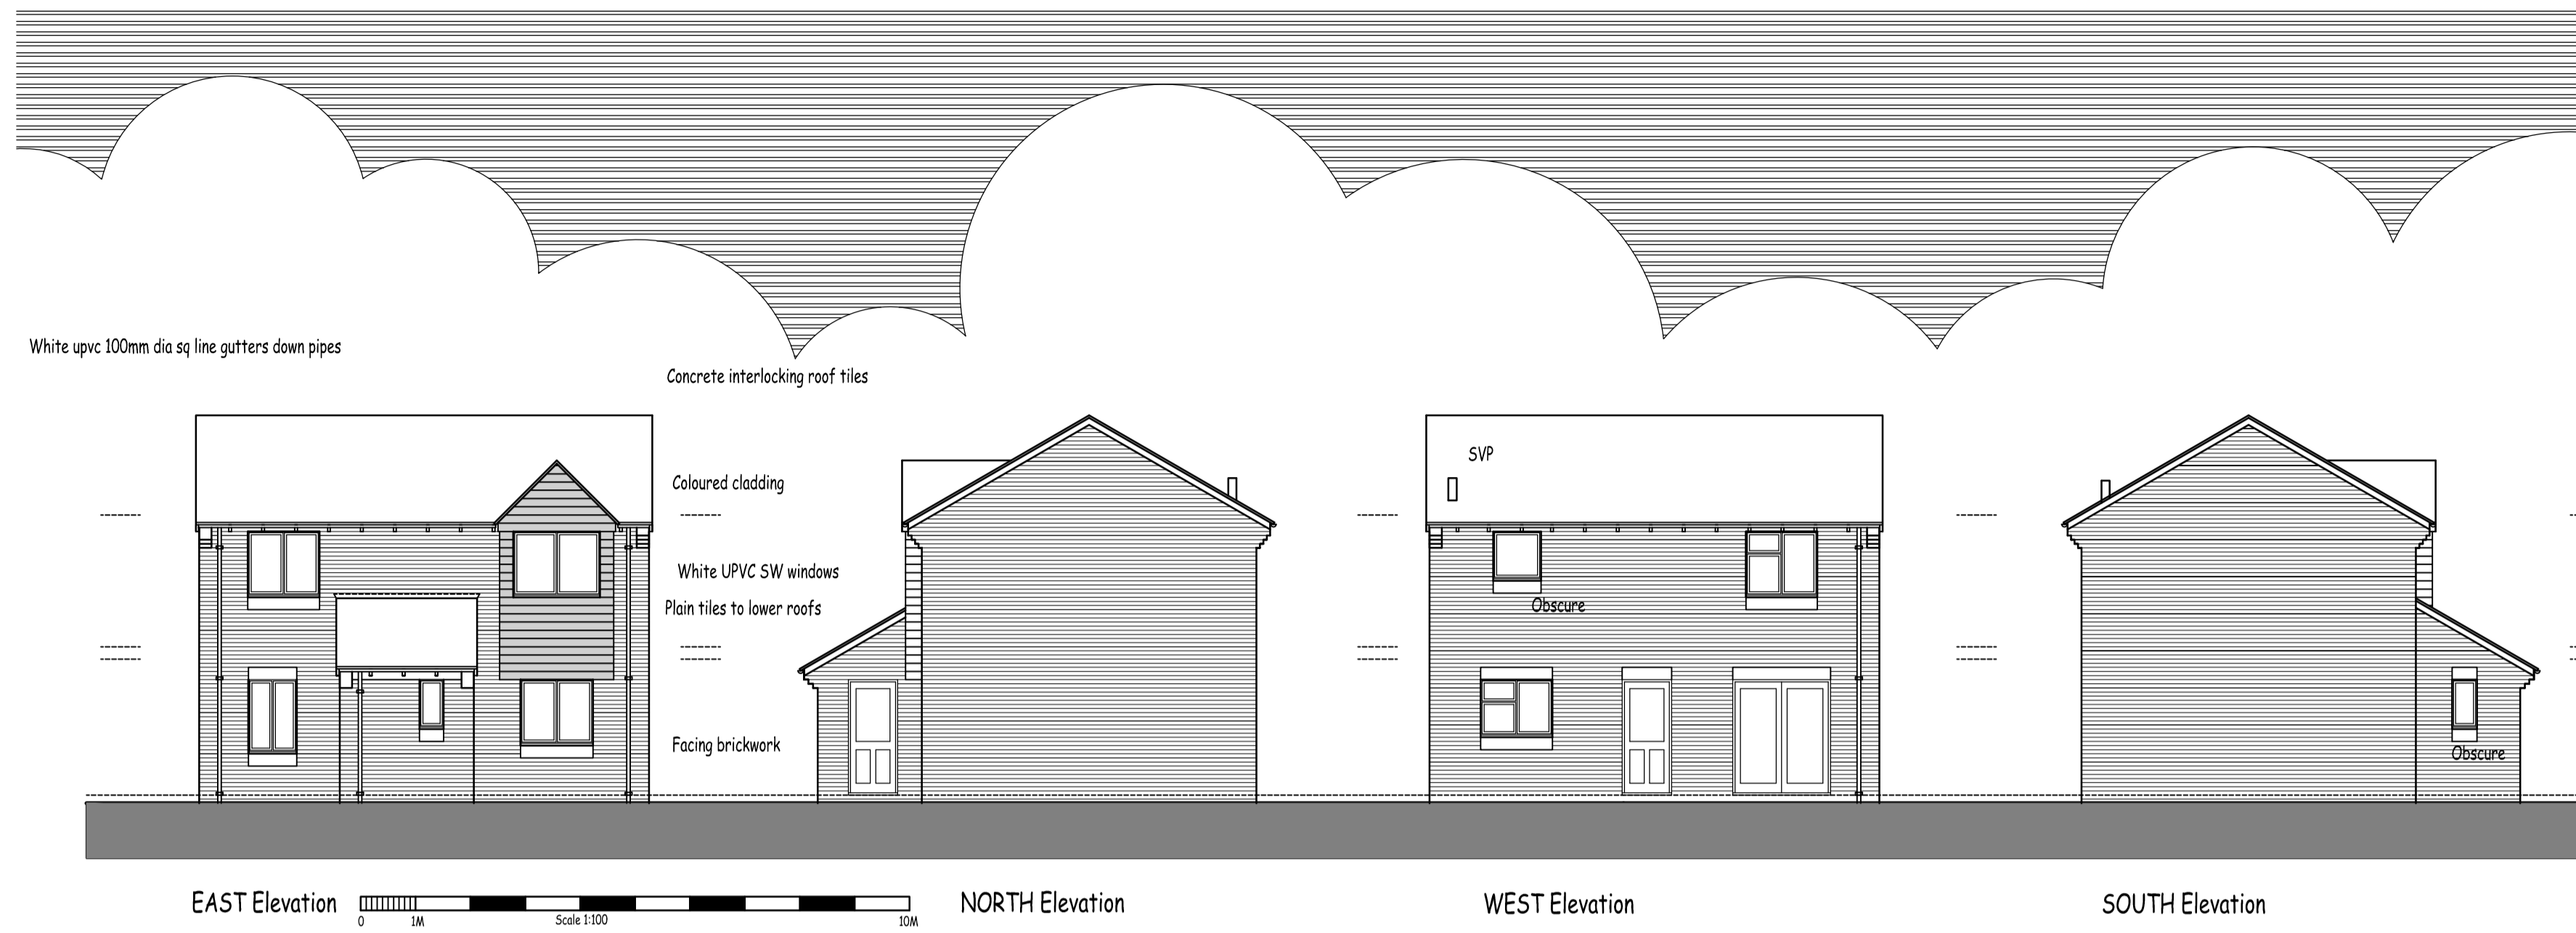 White upvc 100mm dia sq line gutters down pipes
Concrete interlocking roof tiles
Coloured cladding
SVP
White UPVC SW windows
Plain tiles to lower roofs
Obscure
Facing brickwork
Obscure
EAST Elevation
0
1M
Scale 1:100
10M
NORTH Elevation
WEST Elevation
SOUTH Elevation